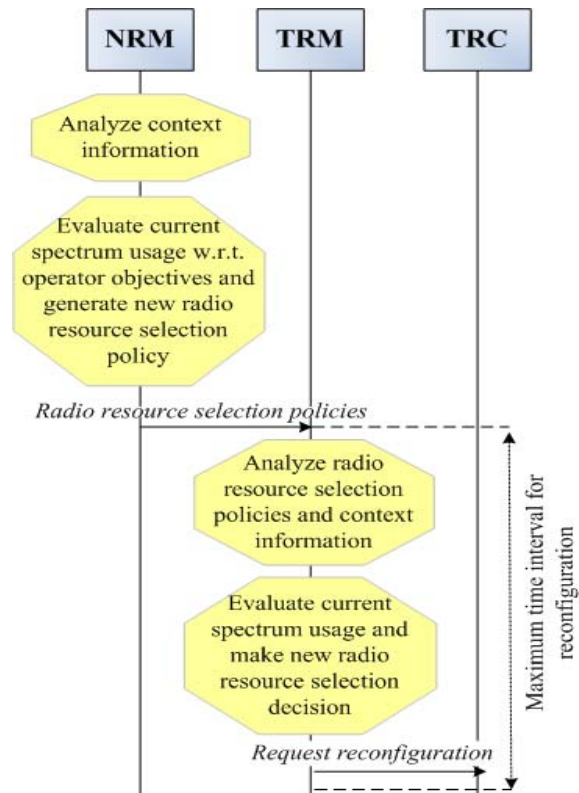 NRM
TRM
TRC
Analyze context
information
Evaluate current
spectrum usage w.r.t.
operator objectives and
generate new radio
resource selection
policy
Radio resource selection policies
Analyze radio
resource selection
policies and context
information
Evaluate current
spectrum usage and
make new radio
resource selection
decision
Request reconfiguration
Maximum time interval for
reconfiguration